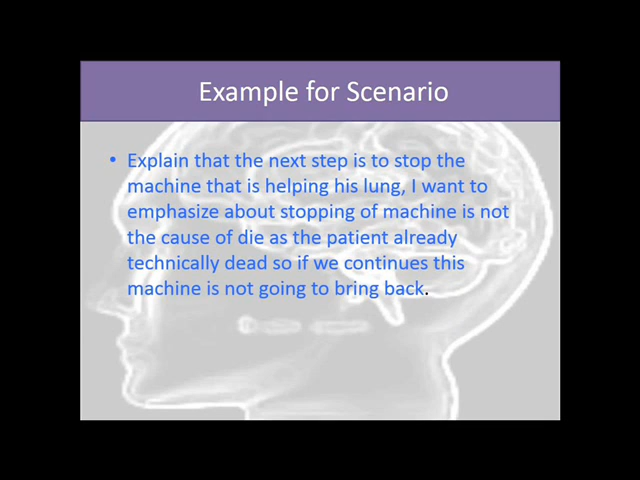 Example for Scenario
• Explain that the next step is to stop the
machine that is helping his lung, I want to
emphasize about stopping of machine is not
the cause of die as the patient already
technically dead so if we continues this
machine is not going to bring back.